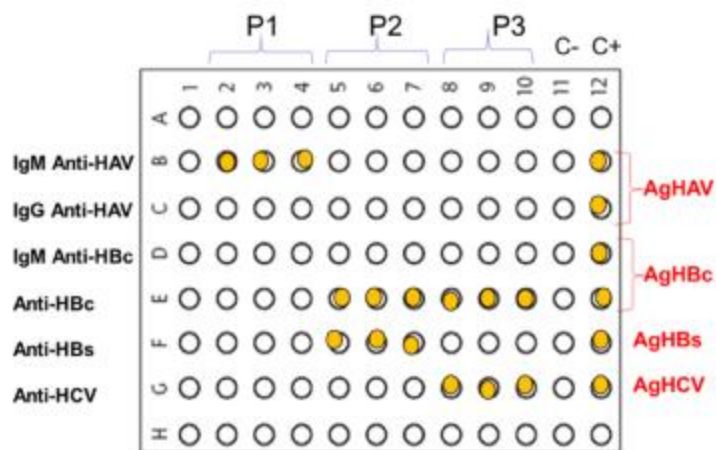 P1 P2 P3 C- C+
1 2 3 4 5 6 7 8 9 10 11 12
A
IgM Anti-HAV B
AgHAV
IgG Anti-HAV C
IgM Anti-HBc D
AgHBc
Anti-HBc E
Anti-HBs F AgHBs
Anti-HCV G AgHCV
H